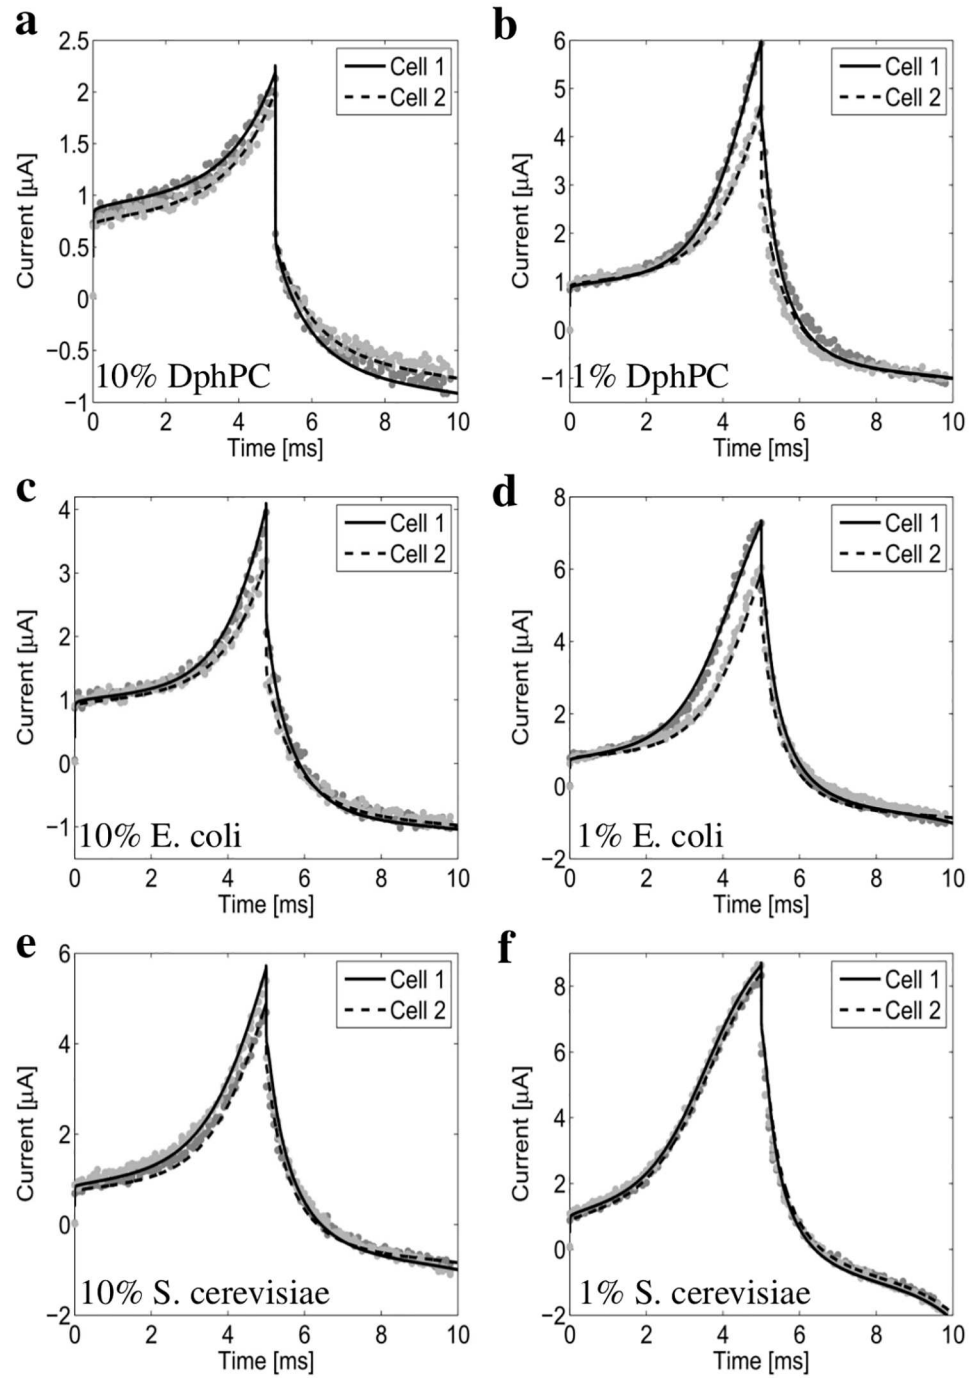 a
2.5
2
1.5
1
0.5
0
−0.5
−1
Current [µA]
Cell 1
Cell 2
10% DphPC
0 2 4 6 8 10
Time [ms]
b
6
5
4
3
2
1
0
−1
Current [µA]
Cell 1
Cell 2
1% DphPC
0 2 4 6 8 10
Time [ms]
c
4
3
2
1
0
−1
Current [µA]
Cell 1
Cell 2
10% E. coli
0 2 4 6 8 10
Time [ms]
d
8
6
4
2
0
−2
Current [µA]
Cell 1
Cell 2
1% E. coli
0 2 4 6 8 10
Time [ms]
e
6
4
2
0
−2
Current [µA]
Cell 1
Cell 2
10% S. cerevisiae
0 2 4 6 8 10
Time [ms]
f
8
6
4
2
0
−2
Current [µA]
Cell 1
Cell 2
1% S. cerevisiae
0 2 4 6 8 10
Time [ms]